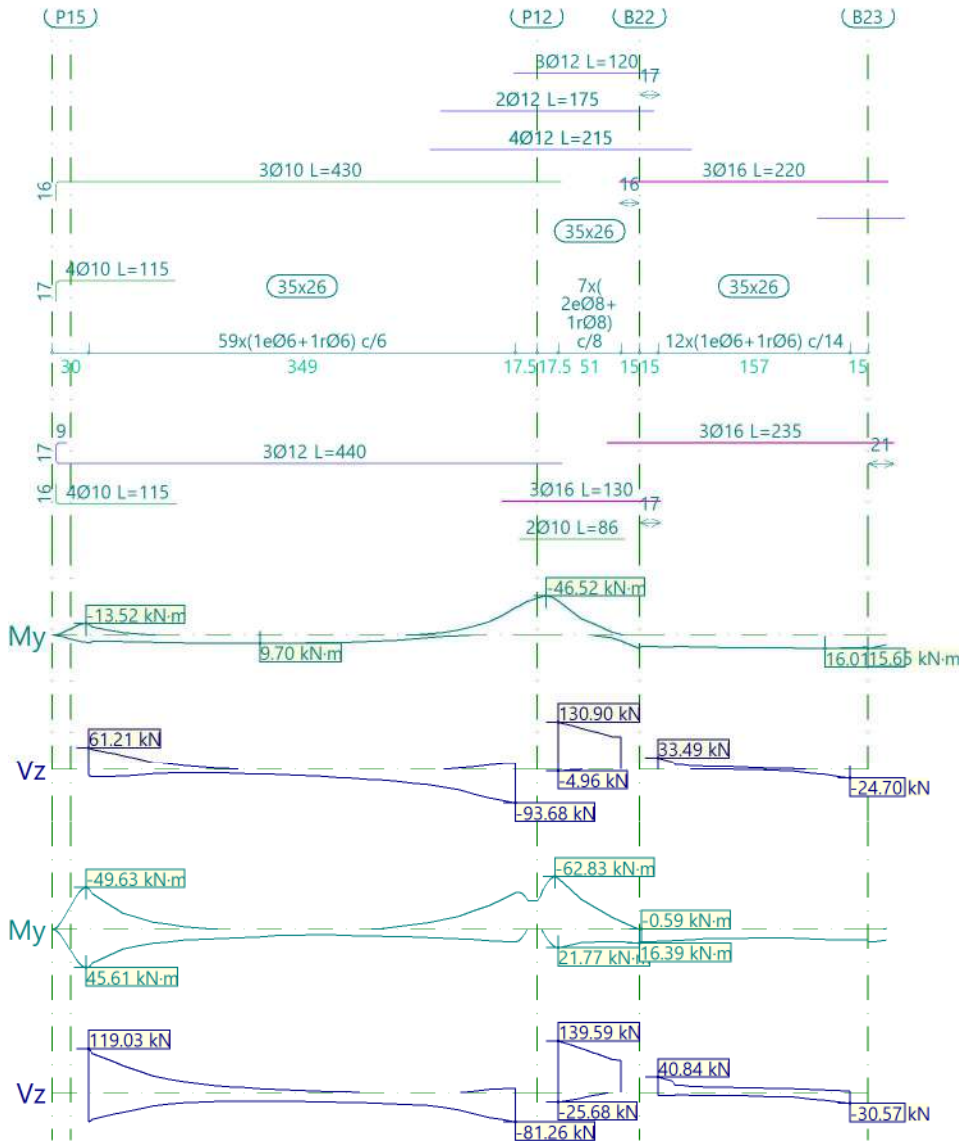 P15 P12 B22 B23
3Ø12 L=120
17
2Ø12 L=175
4Ø12 L=215
16 3Ø10 L=430 16 3Ø16 L=220
35x26
17 4Ø10 L=115 35x26 35x26
7x(
2eØ8+
1rØ8)
c/8
59x(1eØ6+1rØ6) c/6 12x(1eØ6+1rØ6) c/14
30 349 17.5 17.5 51 15 15 157 15
9
17 3Ø12 L=440 3Ø16 L=235 21
16 4Ø10 L=115 3Ø16 L=130 17
2Ø10 L=86
My -13.52 kN·m 9.70 kN·m -46.52 kN·m 16.01 15.65 kN·m
Vz 61.21 kN -93.68 kN 130.90 kN -4.96 kN 33.49 kN -24.70 kN
My -49.63 kN·m 45.61 kN·m -62.83 kN·m 21.77 kN·m -0.59 kN·m 16.39 kN·m
Vz 119.03 kN -81.26 kN 139.59 kN -25.68 kN 40.84 kN -30.57 kN